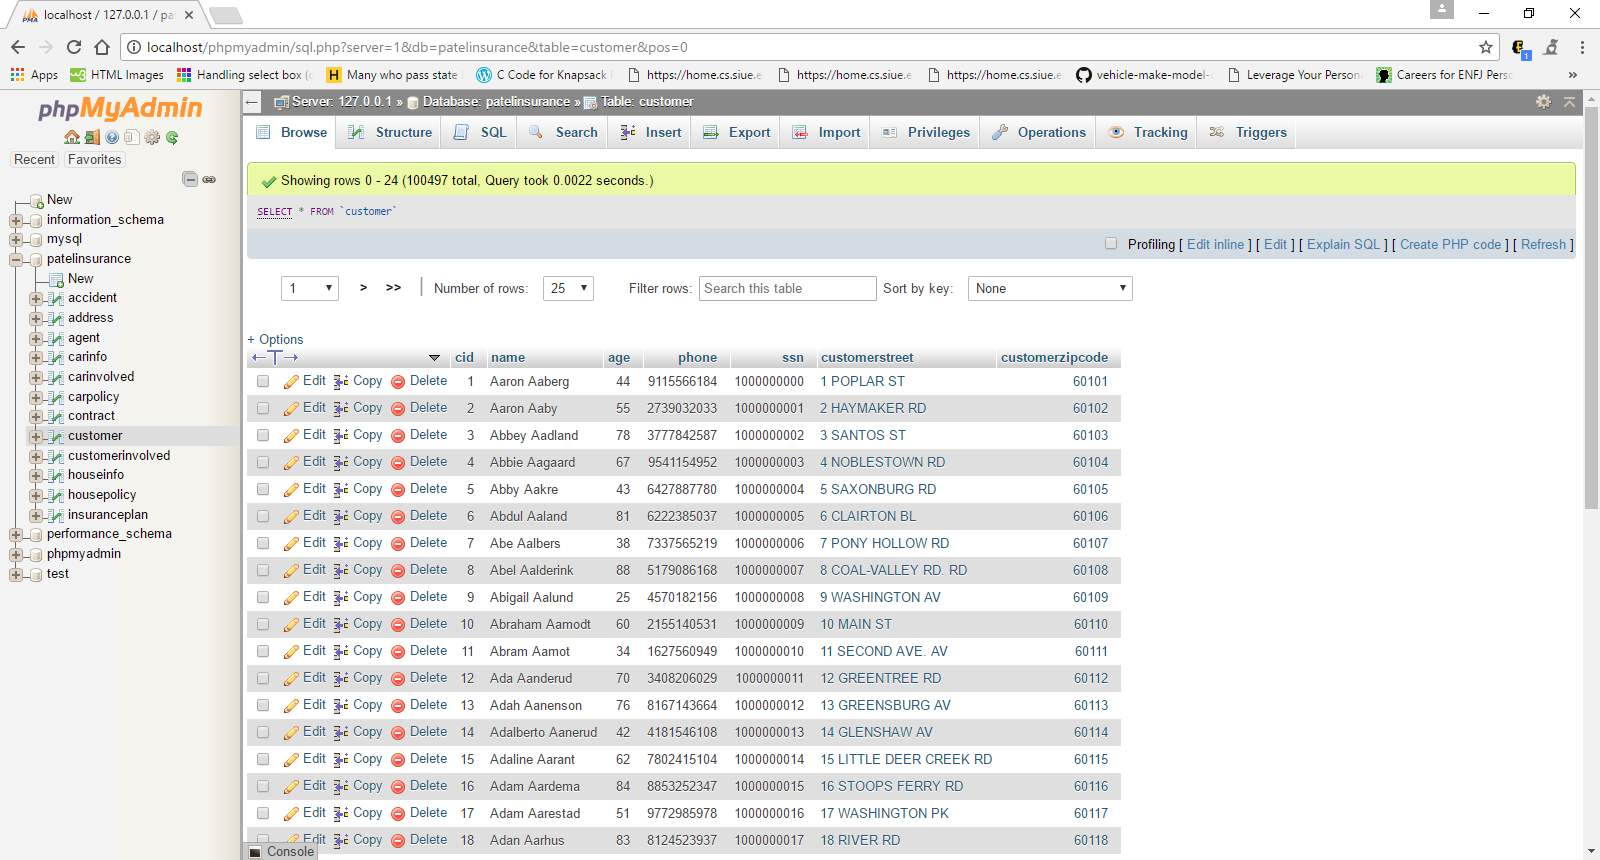 localhost / 127.0.0.1 / pa
localhost/phpmyadmin/sql.php?server=1&db=patelinsurance&table=customer&pos=0
1
Apps HTML Images Handling select box (c Many who pass state C Code for Knapsack https://home.cs.siue.e https://home.cs.siue.e https://home.cs.siue.e vehicle-make-model- Leverage Your Persona Careers for ENFJ Perso »
phpMyAdmin
Recent Favorites
New
information_schema
mysql
patelinsurance
New
accident
address
agent
carinfo
carinvolved
carpolicy
contract
customer
customerinvolved
houseinfo
housepolicy
insuranceplan
performance_schema
phpmyadmin
test
Server: 127.0.0.1 » Database: patelinsurance » Table: customer
Browse Structure SQL Search Insert Export Import Privileges Operations Tracking Triggers
Showing rows 0 - 24 (100497 total, Query took 0.0022 seconds.)
SELECT * FROM `customer`
Profiling [ Edit inline ] [ Edit ] [ Explain SQL ] [ Create PHP code ] [ Refresh ]
1 > >> | Number of rows: 25 Filter rows: Search this table Sort by key: None
+ Options
←T→ cid name age phone ssn customerstreet customerzipcode
Edit Copy Delete 1 Aaron Aaberg 44 9115566184 1000000000 1 POPLAR ST 60101
Edit Copy Delete 2 Aaron Aaby 55 2739032033 1000000001 2 HAYMAKER RD 60102
Edit Copy Delete 3 Abbey Aadland 78 3777842587 1000000002 3 SANTOS ST 60103
Edit Copy Delete 4 Abbie Aagaard 67 9541154952 1000000003 4 NOBLESTOWN RD 60104
Edit Copy Delete 5 Abby Aakre 43 6427887780 1000000004 5 SAXONBURG RD 60105
Edit Copy Delete 6 Abdul Aaland 81 6222385037 1000000005 6 CLAIRTON BL 60106
Edit Copy Delete 7 Abe Aalbers 38 7337565219 1000000006 7 PONY HOLLOW RD 60107
Edit Copy Delete 8 Abel Aalderink 88 5179086168 1000000007 8 COAL-VALLEY RD. RD 60108
Edit Copy Delete 9 Abigail Aalund 25 4570182156 1000000008 9 WASHINGTON AV 60109
Edit Copy Delete 10 Abraham Aamodt 60 2155140531 1000000009 10 MAIN ST 60110
Edit Copy Delete 11 Abram Aamot 34 1627560949 1000000010 11 SECOND AVE. AV 60111
Edit Copy Delete 12 Ada Aanderud 70 3408206029 1000000011 12 GREENTREE RD 60112
Edit Copy Delete 13 Adah Aanenson 76 8167143664 1000000012 13 GREENSBURG AV 60113
Edit Copy Delete 14 Adalberto Aanerud 42 4181546108 1000000013 14 GLENSHAW AV 60114
Edit Copy Delete 15 Adaline Aarant 62 7802415104 1000000014 15 LITTLE DEER CREEK RD 60115
Edit Copy Delete 16 Adam Aardema 84 8853252347 1000000015 16 STOOPS FERRY RD 60116
Edit Copy Delete 17 Adam Aarestad 51 9772985978 1000000016 17 WASHINGTON PK 60117
Edit Copy Delete 18 Adan Aarhus 83 8124523937 1000000017 18 RIVER RD 60118
Console